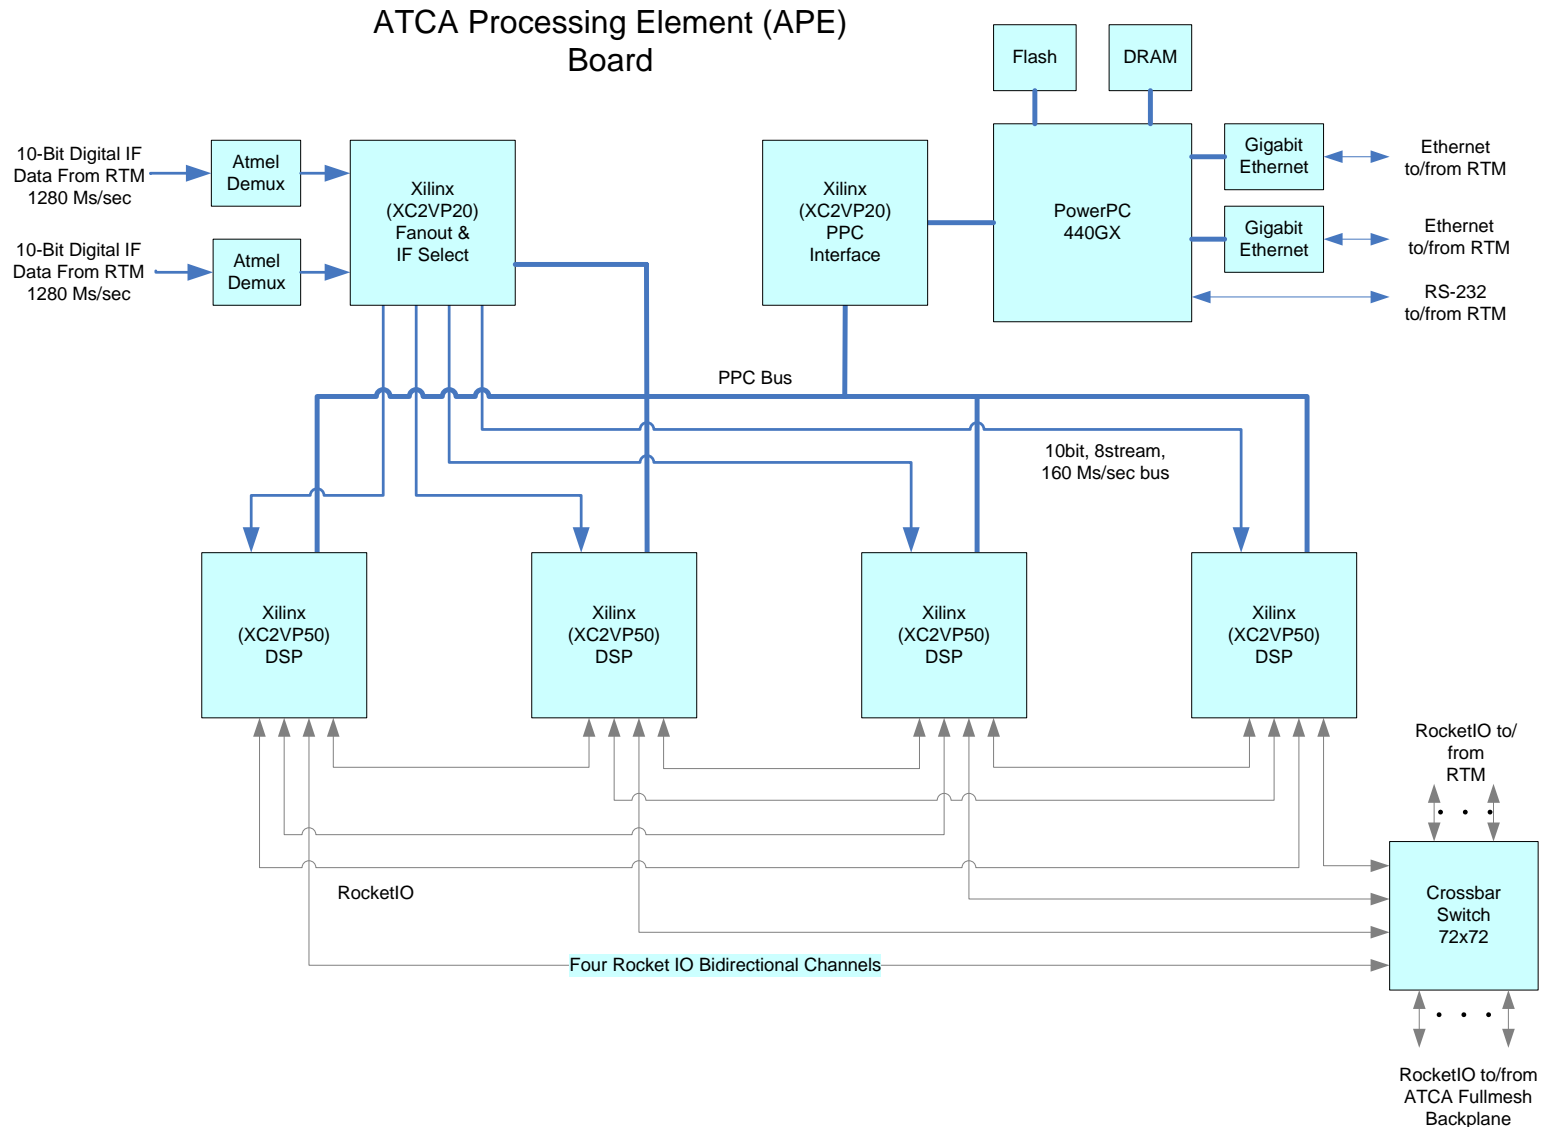 ATCA Processing Element (APE)
Board
Flash
DRAM
10-Bit Digital IF
Data From RTM
1280 Ms/sec
Atmel
Demux
Xilinx
(XC2VP20)
Fanout &
IF Select
Xilinx
(XC2VP20)
PPC
Interface
PowerPC
440GX
Gigabit
Ethernet
Ethernet
to/from RTM
10-Bit Digital IF
Data From RTM
1280 Ms/sec
Atmel
Demux
Gigabit
Ethernet
Ethernet
to/from RTM
RS-232
to/from RTM
PPC Bus
10bit, 8stream,
160 Ms/sec bus
Xilinx
(XC2VP50)
DSP
Xilinx
(XC2VP50)
DSP
Xilinx
(XC2VP50)
DSP
Xilinx
(XC2VP50)
DSP
RocketIO to/
from
RTM
. . .
RocketIO
Crossbar
Switch
72x72
Four Rocket IO Bidirectional Channels
. . .
RocketIO to/from
ATCA Fullmesh
Backplane